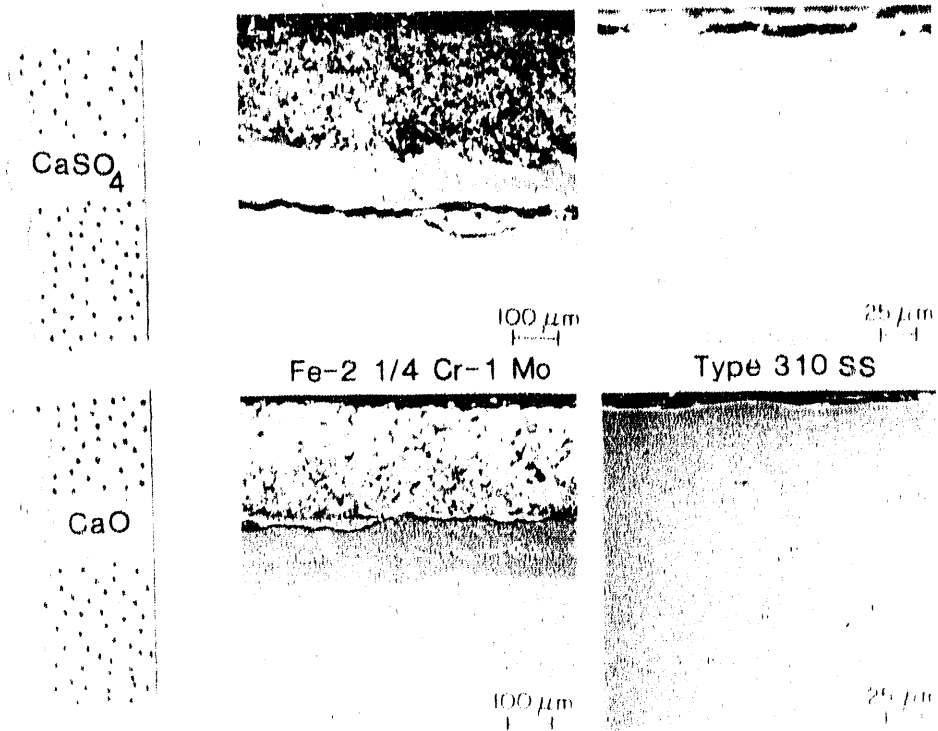 CaSO4
100 μm
25 μm
Fe-2 1/4 Cr-1 Mo
Type 310 SS
CaO
100 μm
25 μm